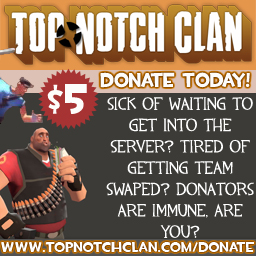 TOP NOTCH CLAN
DONATE TODAY!
$5
SICK OF WAITING TO
GET INTO THE
SERVER? TIRED OF
GETTING TEAM
SWAPED? DONATORS
ARE IMMUNE, ARE
YOU?
WWW.TOPNOTCHCLAN.COM/DONATE